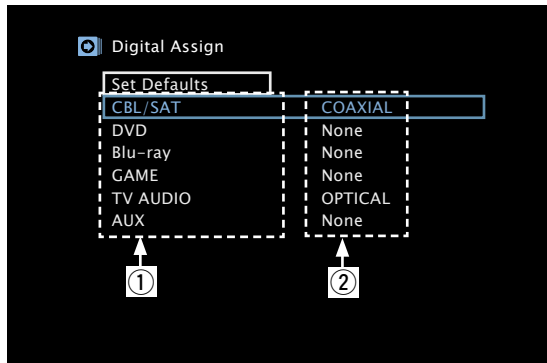 Digital Assign
Set Defaults
CBL/SAT COAXIAL
DVD None
Blu-ray None
GAME None
TV AUDIO OPTICAL
AUX None
① ②